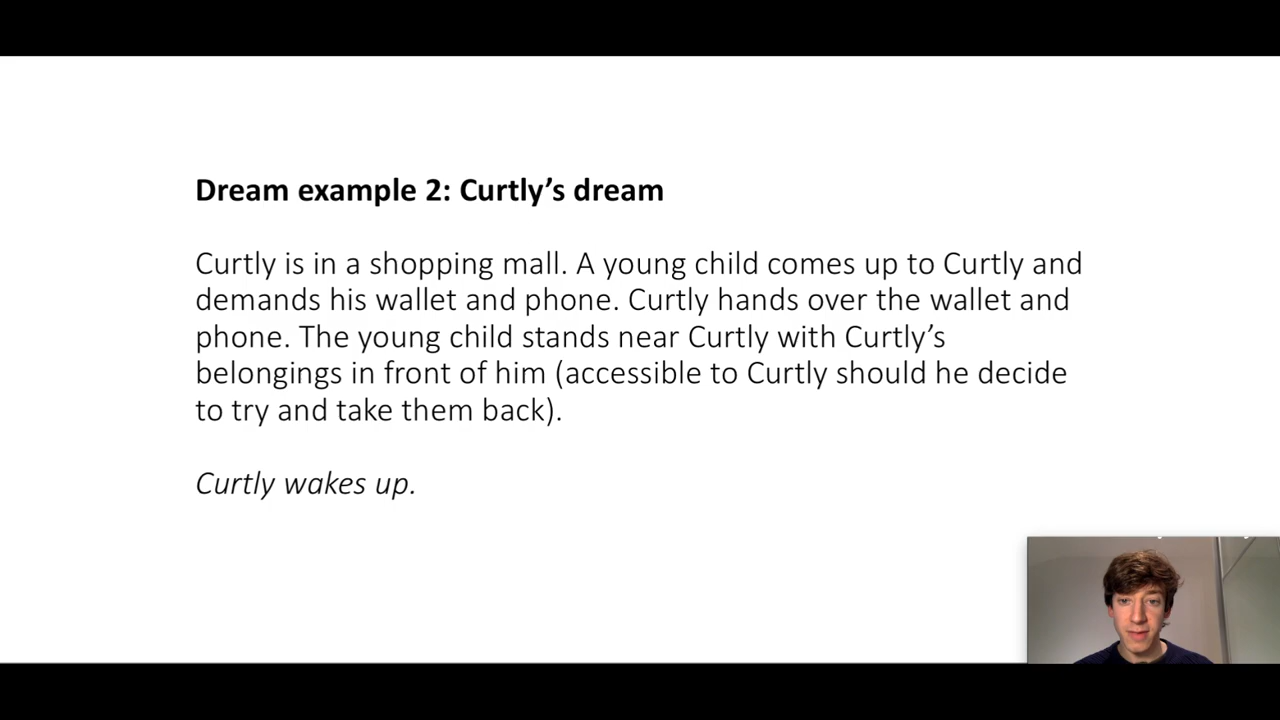 Dream example 2: Curtly’s dream
Curtly is in a shopping mall. A young child comes up to Curtly and
demands his wallet and phone. Curtly hands over the wallet and
phone. The young child stands near Curtly with Curtly’s
belongings in front of him (accessible to Curtly should he decide
to try and take them back).
Curtly wakes up.